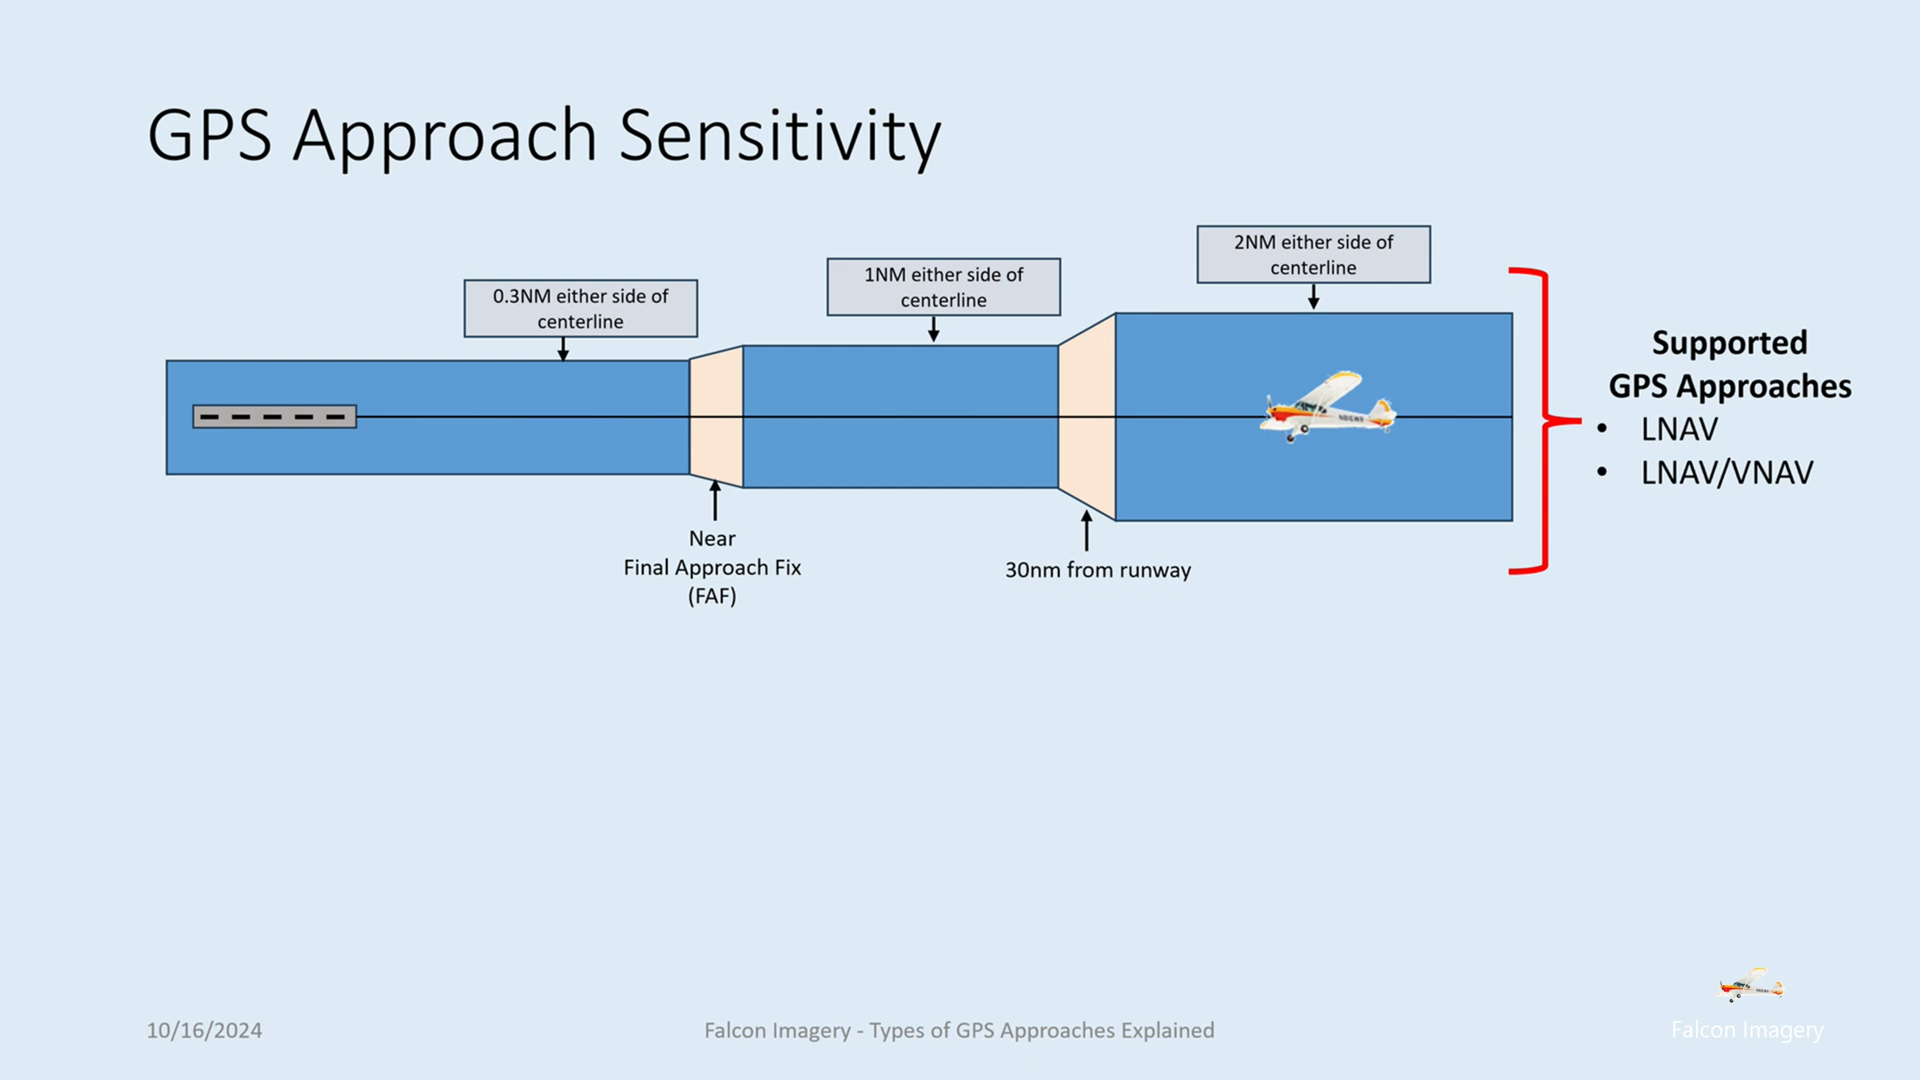 GPS Approach Sensitivity
2NM either side of
centerline
1NM either side of
centerline
0.3NM either side of
centerline
Supported
GPS Approaches
• LNAV
• LNAV/VNAV
Near
Final Approach Fix
(FAF)
30nm from runway
10/16/2024
Falcon Imagery - Types of GPS Approaches Explained
Falcon Imagery